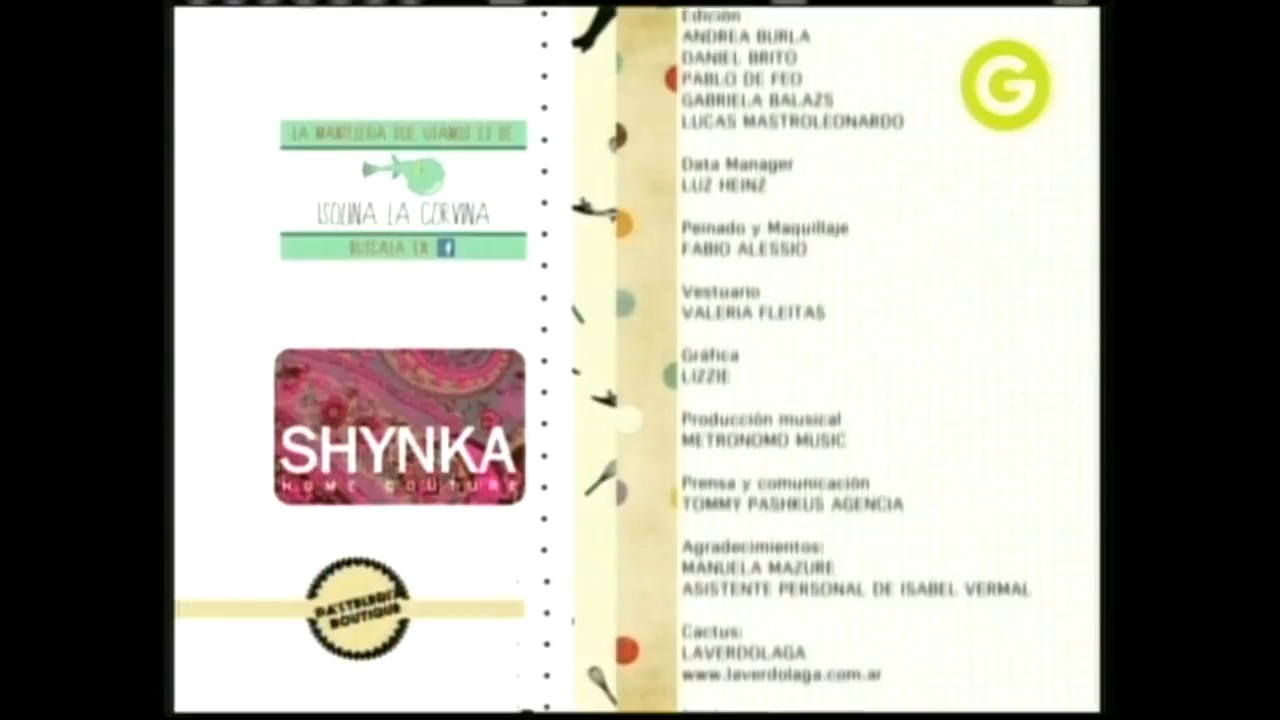 LA MANTELERIA QUE USAMOS ES DE
ISOLINA LA CORVINA
BUSCALA EN f
SHYNKA
HOME COUTURE
BOUTIQUE
Edición
ANDREA BURLA
DANIEL BRITO
PABLO DE FEO
GABRIELA BALAZS
LUCAS MASTROLEONARDO
Data Manager
LUZ HEINZ
Peinado y Maquillaje
FABIO ALESSIO
Vestuario
VALERIA FLEITAS
Gráfica
LIZZIE
Producción musical
METRONOMO MUSIC
Prensa y comunicación
TOMMY PASHKUS AGENCIA
Agradecimientos:
MANUELA MAZURE
ASISTENTE PERSONAL DE ISABEL VERMAL
Cactus:
LAVERDOLAGA
www.laverdolaga.com.ar
G